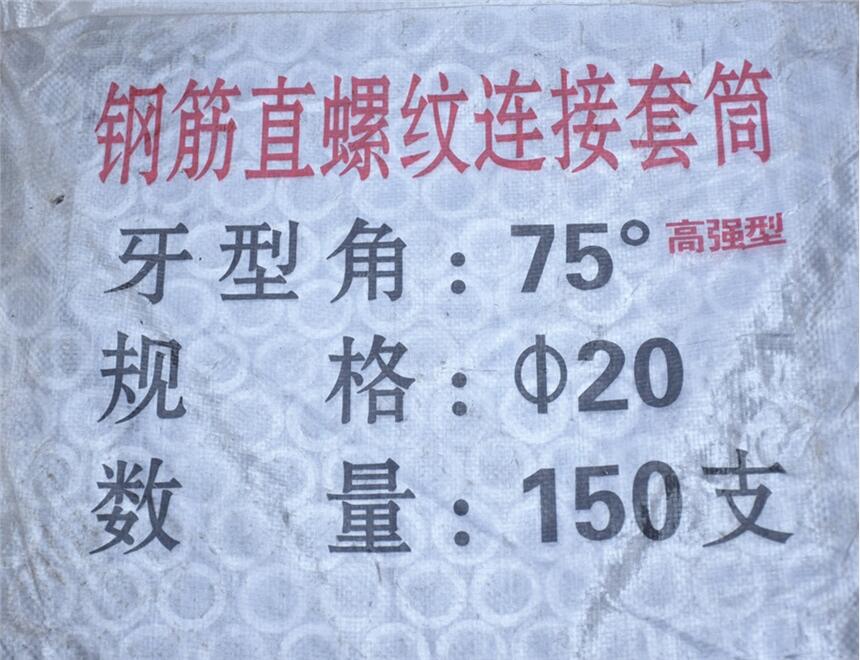 钢筋直螺纹连接套筒
牙型角：75° 高强型
规格：Φ20
数量：150支